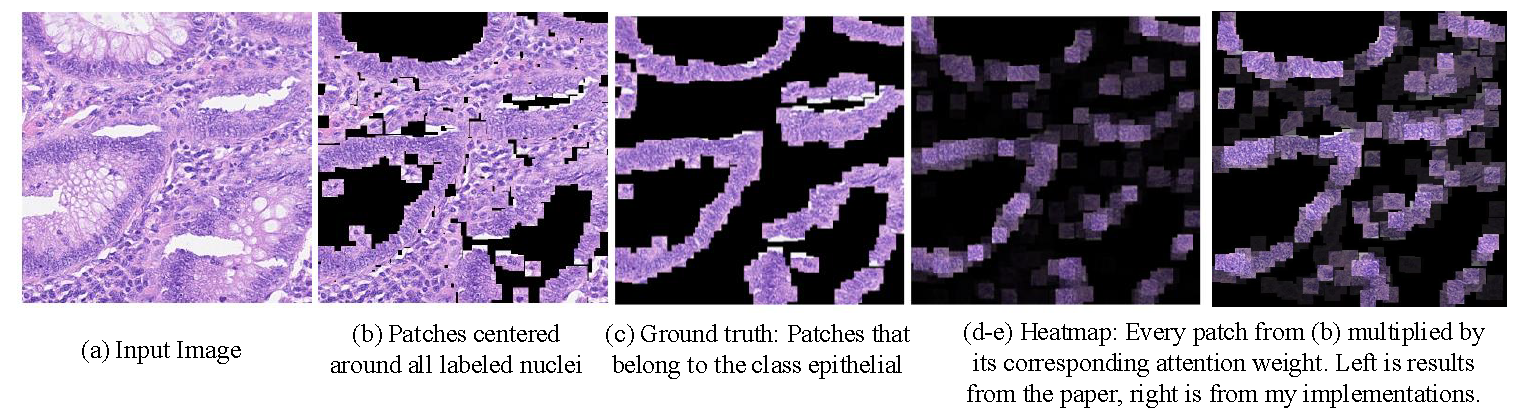 (a) Input Image
(b) Patches centered
around all labeled nuclei
(c) Ground truth: Patches that
belong to the class epithelial
(d-e) Heatmap: Every patch from (b) multiplied by
its corresponding attention weight. Left is results
from the paper, right is from my implementations.